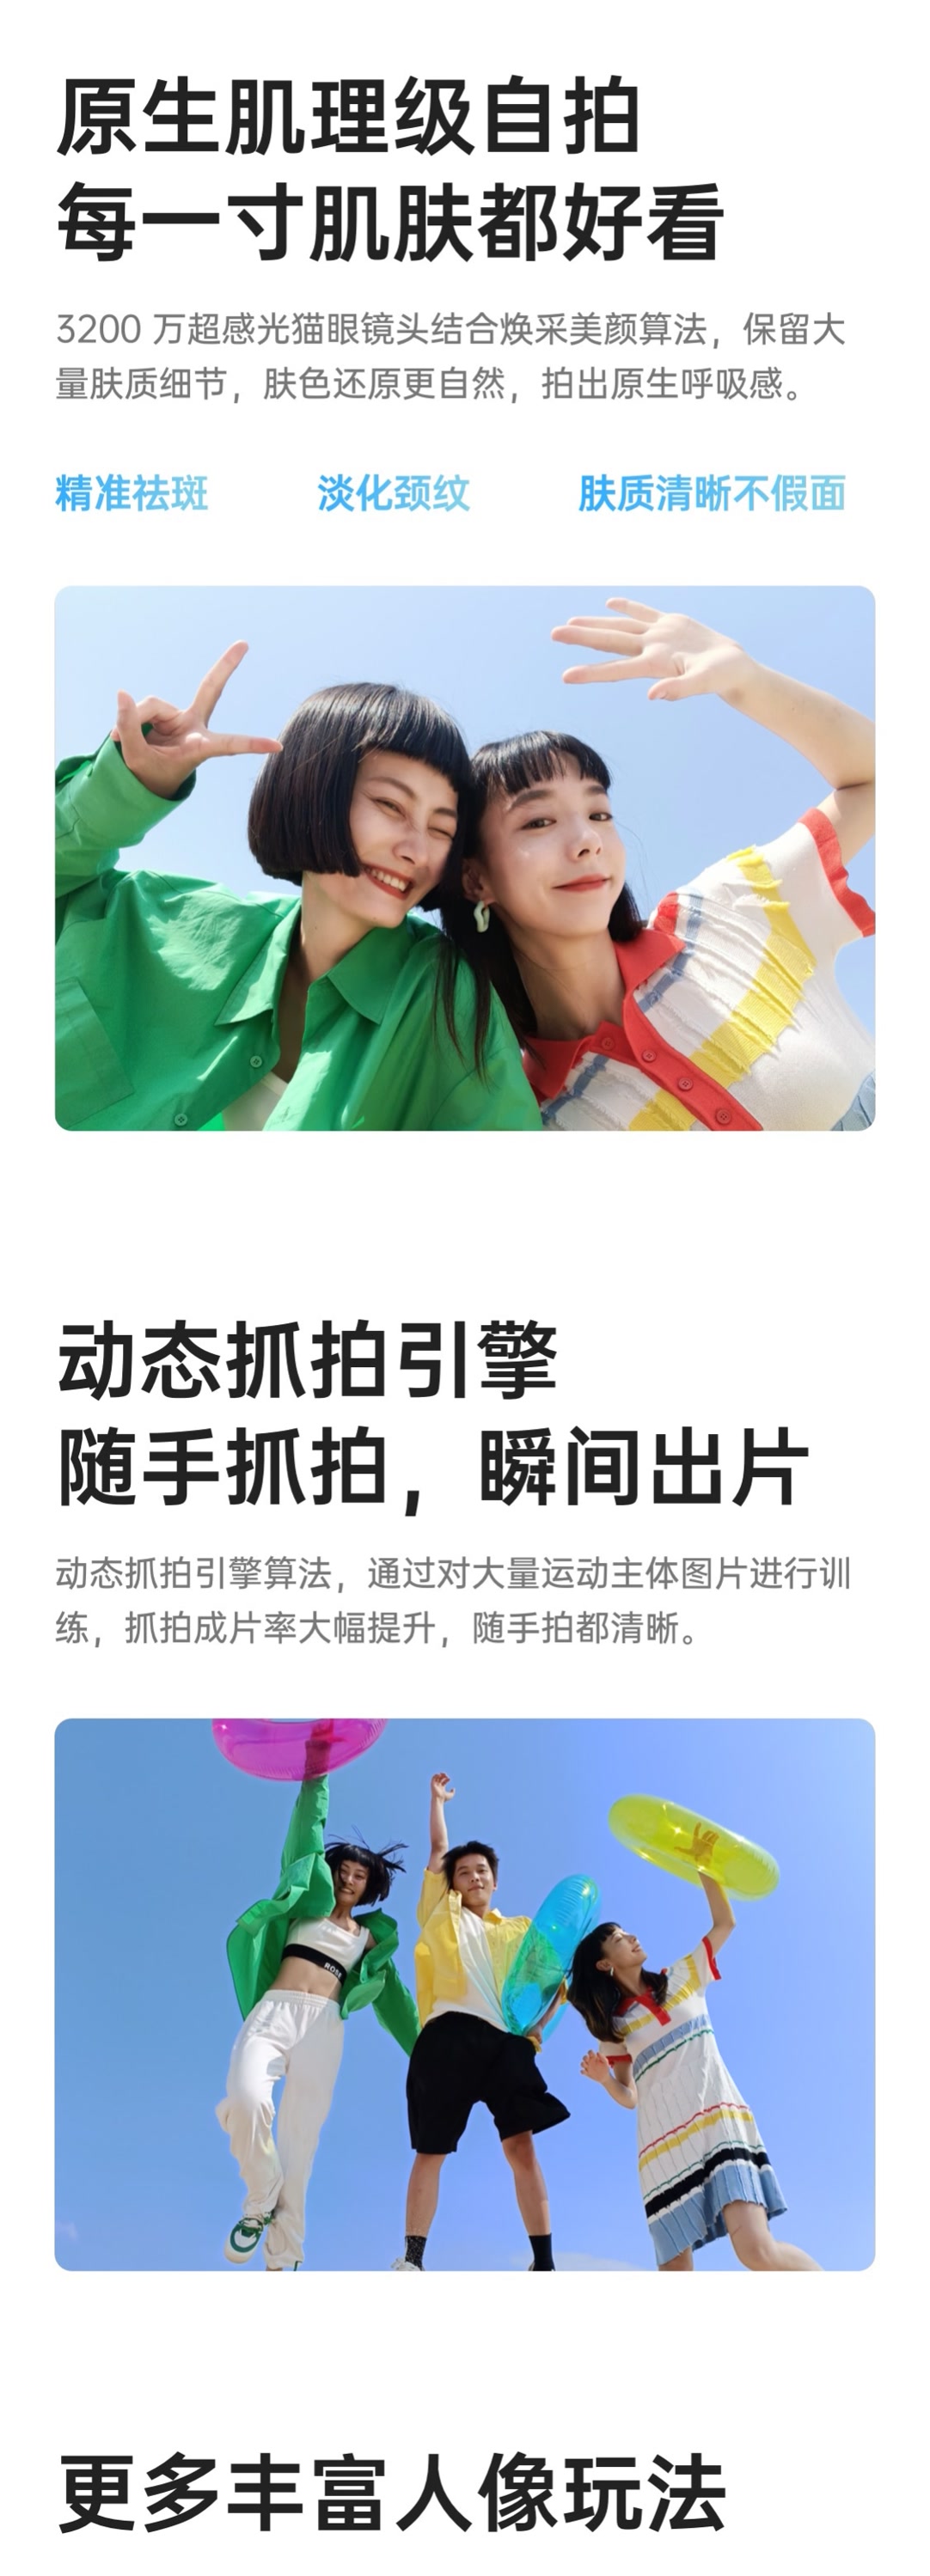 原生肌理级自拍
每一寸肌肤都好看
3200 万超感光猫眼镜头结合焕采美颜算法，保留大
量肤质细节，肤色还原更自然，拍出原生呼吸感。
精准祛斑 淡化颈纹 肤质清晰不假面
动态抓拍引擎
随手抓拍，瞬间出片
动态抓拍引擎算法，通过对大量运动主体图片进行训
练，抓拍成片率大幅提升，随手拍都清晰。
更多丰富人像玩法